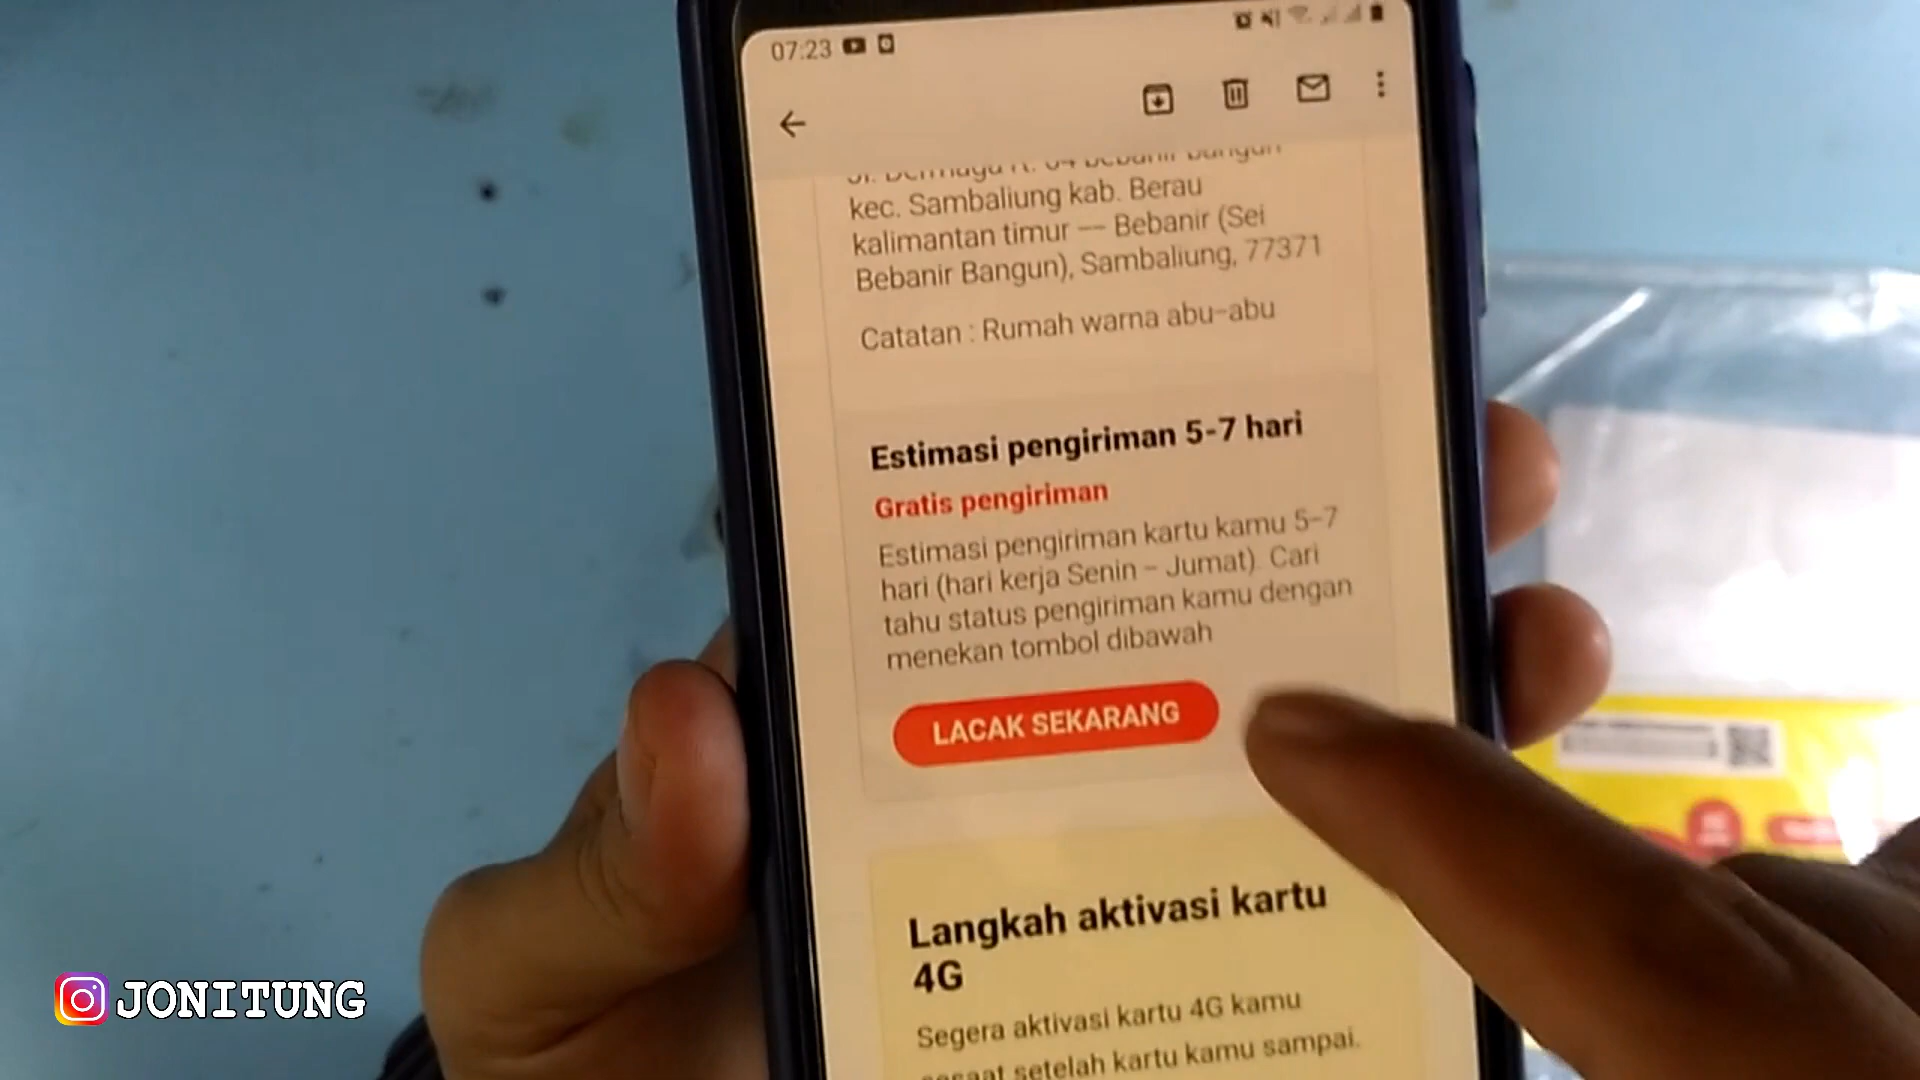 07:23
kec. Sambaliung kab. Berau
kalimantan timur — Bebanir (Sei
Bebanir Bangun), Sambaliung, 77371
Catatan : Rumah warna abu-abu
Estimasi pengiriman 5-7 hari
Gratis pengiriman
Estimasi pengiriman kartu kamu 5-7
hari (hari kerja Senin - Jumat). Cari
tahu status pengiriman kamu dengan
menekan tombol dibawah
LACAK SEKARANG
Langkah aktivasi kartu
4G
Segera aktivasi kartu 4G kamu
setelah kartu kamu sampai.
JONITUNG